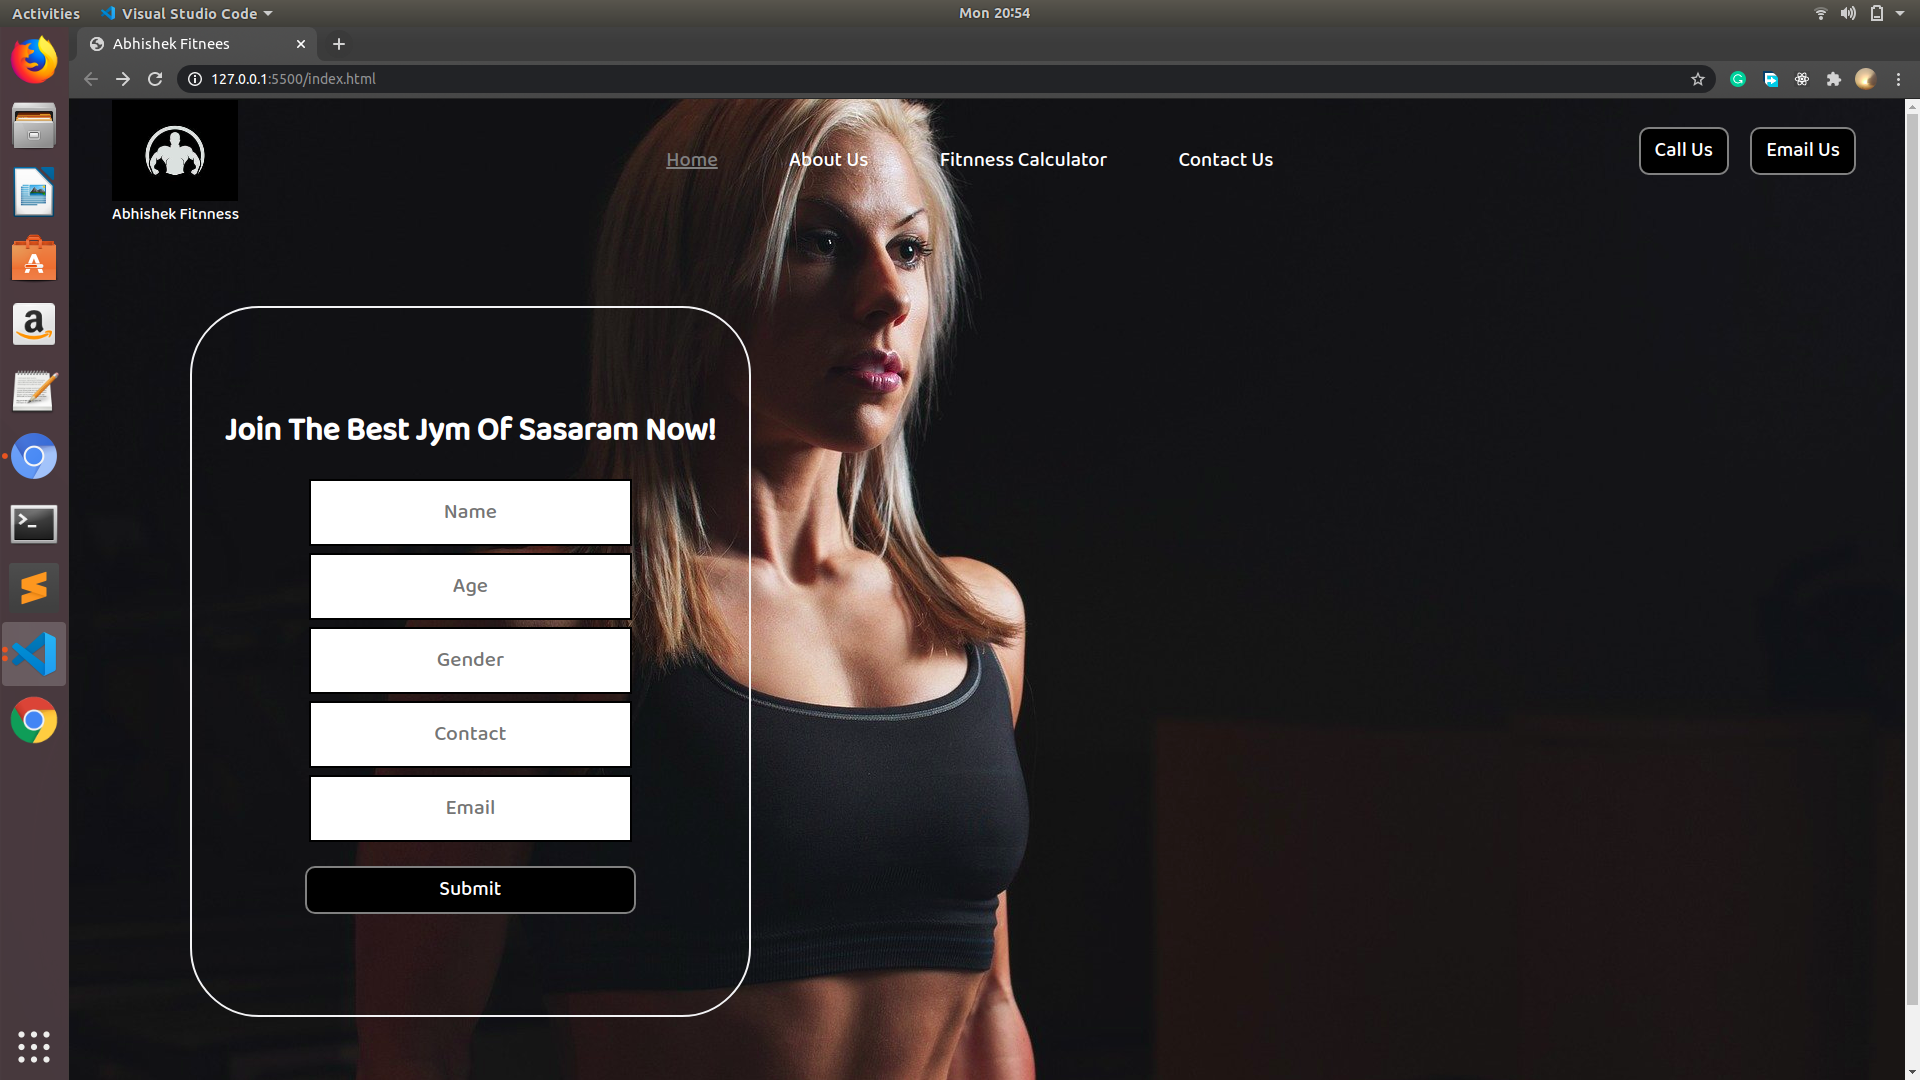 Activities
Visual Studio Code
Mon 20:54
Abhishek Fitnees
127.0.0.1:5500/index.html
Home
About Us
Fitnness Calculator
Contact Us
Call Us
Email Us
Abhishek Fitnness
Join The Best Jym Of Sasaram Now!
Name
Age
Gender
Contact
Email
Submit